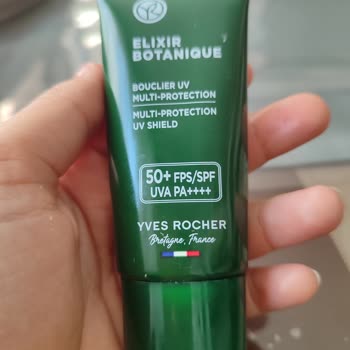 ELIXIR
BOTANIQUE
BOUCLIER UV
MULTI-PROTECTION
MULTI-PROTECTION
UV SHIELD
50+ FPS/SPF
UVA PA++++
YVES ROCHER
Bretagne, France